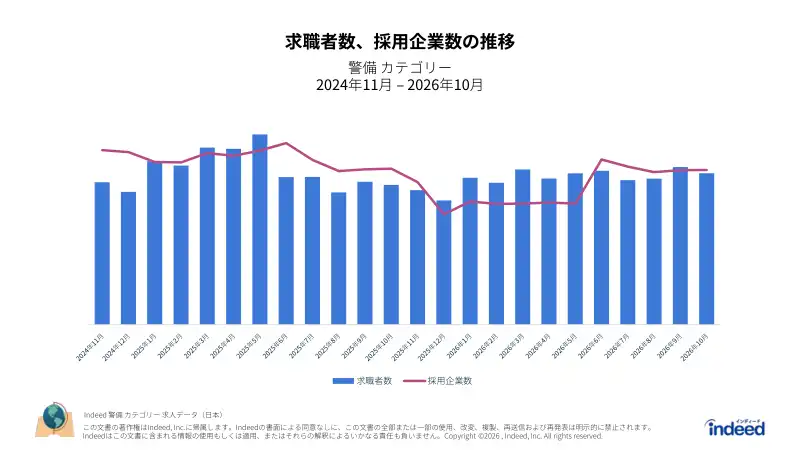 求職者数、採用企業数の推移
警備 カテゴリー
2024年11月 – 2026年10月
2024年11月
2024年12月
2025年1月
2025年2月
2025年3月
2025年4月
2025年5月
2025年6月
2025年7月
2025年8月
2025年9月
2025年10月
2025年11月
2025年12月
2026年1月
2026年2月
2026年3月
2026年4月
2026年5月
2026年6月
2026年7月
2026年8月
2026年9月
2026年10月
求職者数
採用企業数
Indeed 警備 カテゴリー 求人データ（日本）
この文書の著作権はIndeed, Inc.に帰属します。Indeedの書面による同意なしに、この文書の全部または一部の使用、改変、複製、再送信および再発表は明示的に禁止されます。
Indeedはこの文書に含まれる情報の使用もしくは適用、またはそれらの解釈によるいかなる責任も負いません。Copyright ©2026 , Indeed, Inc. All rights reserved.
インディード
indeed